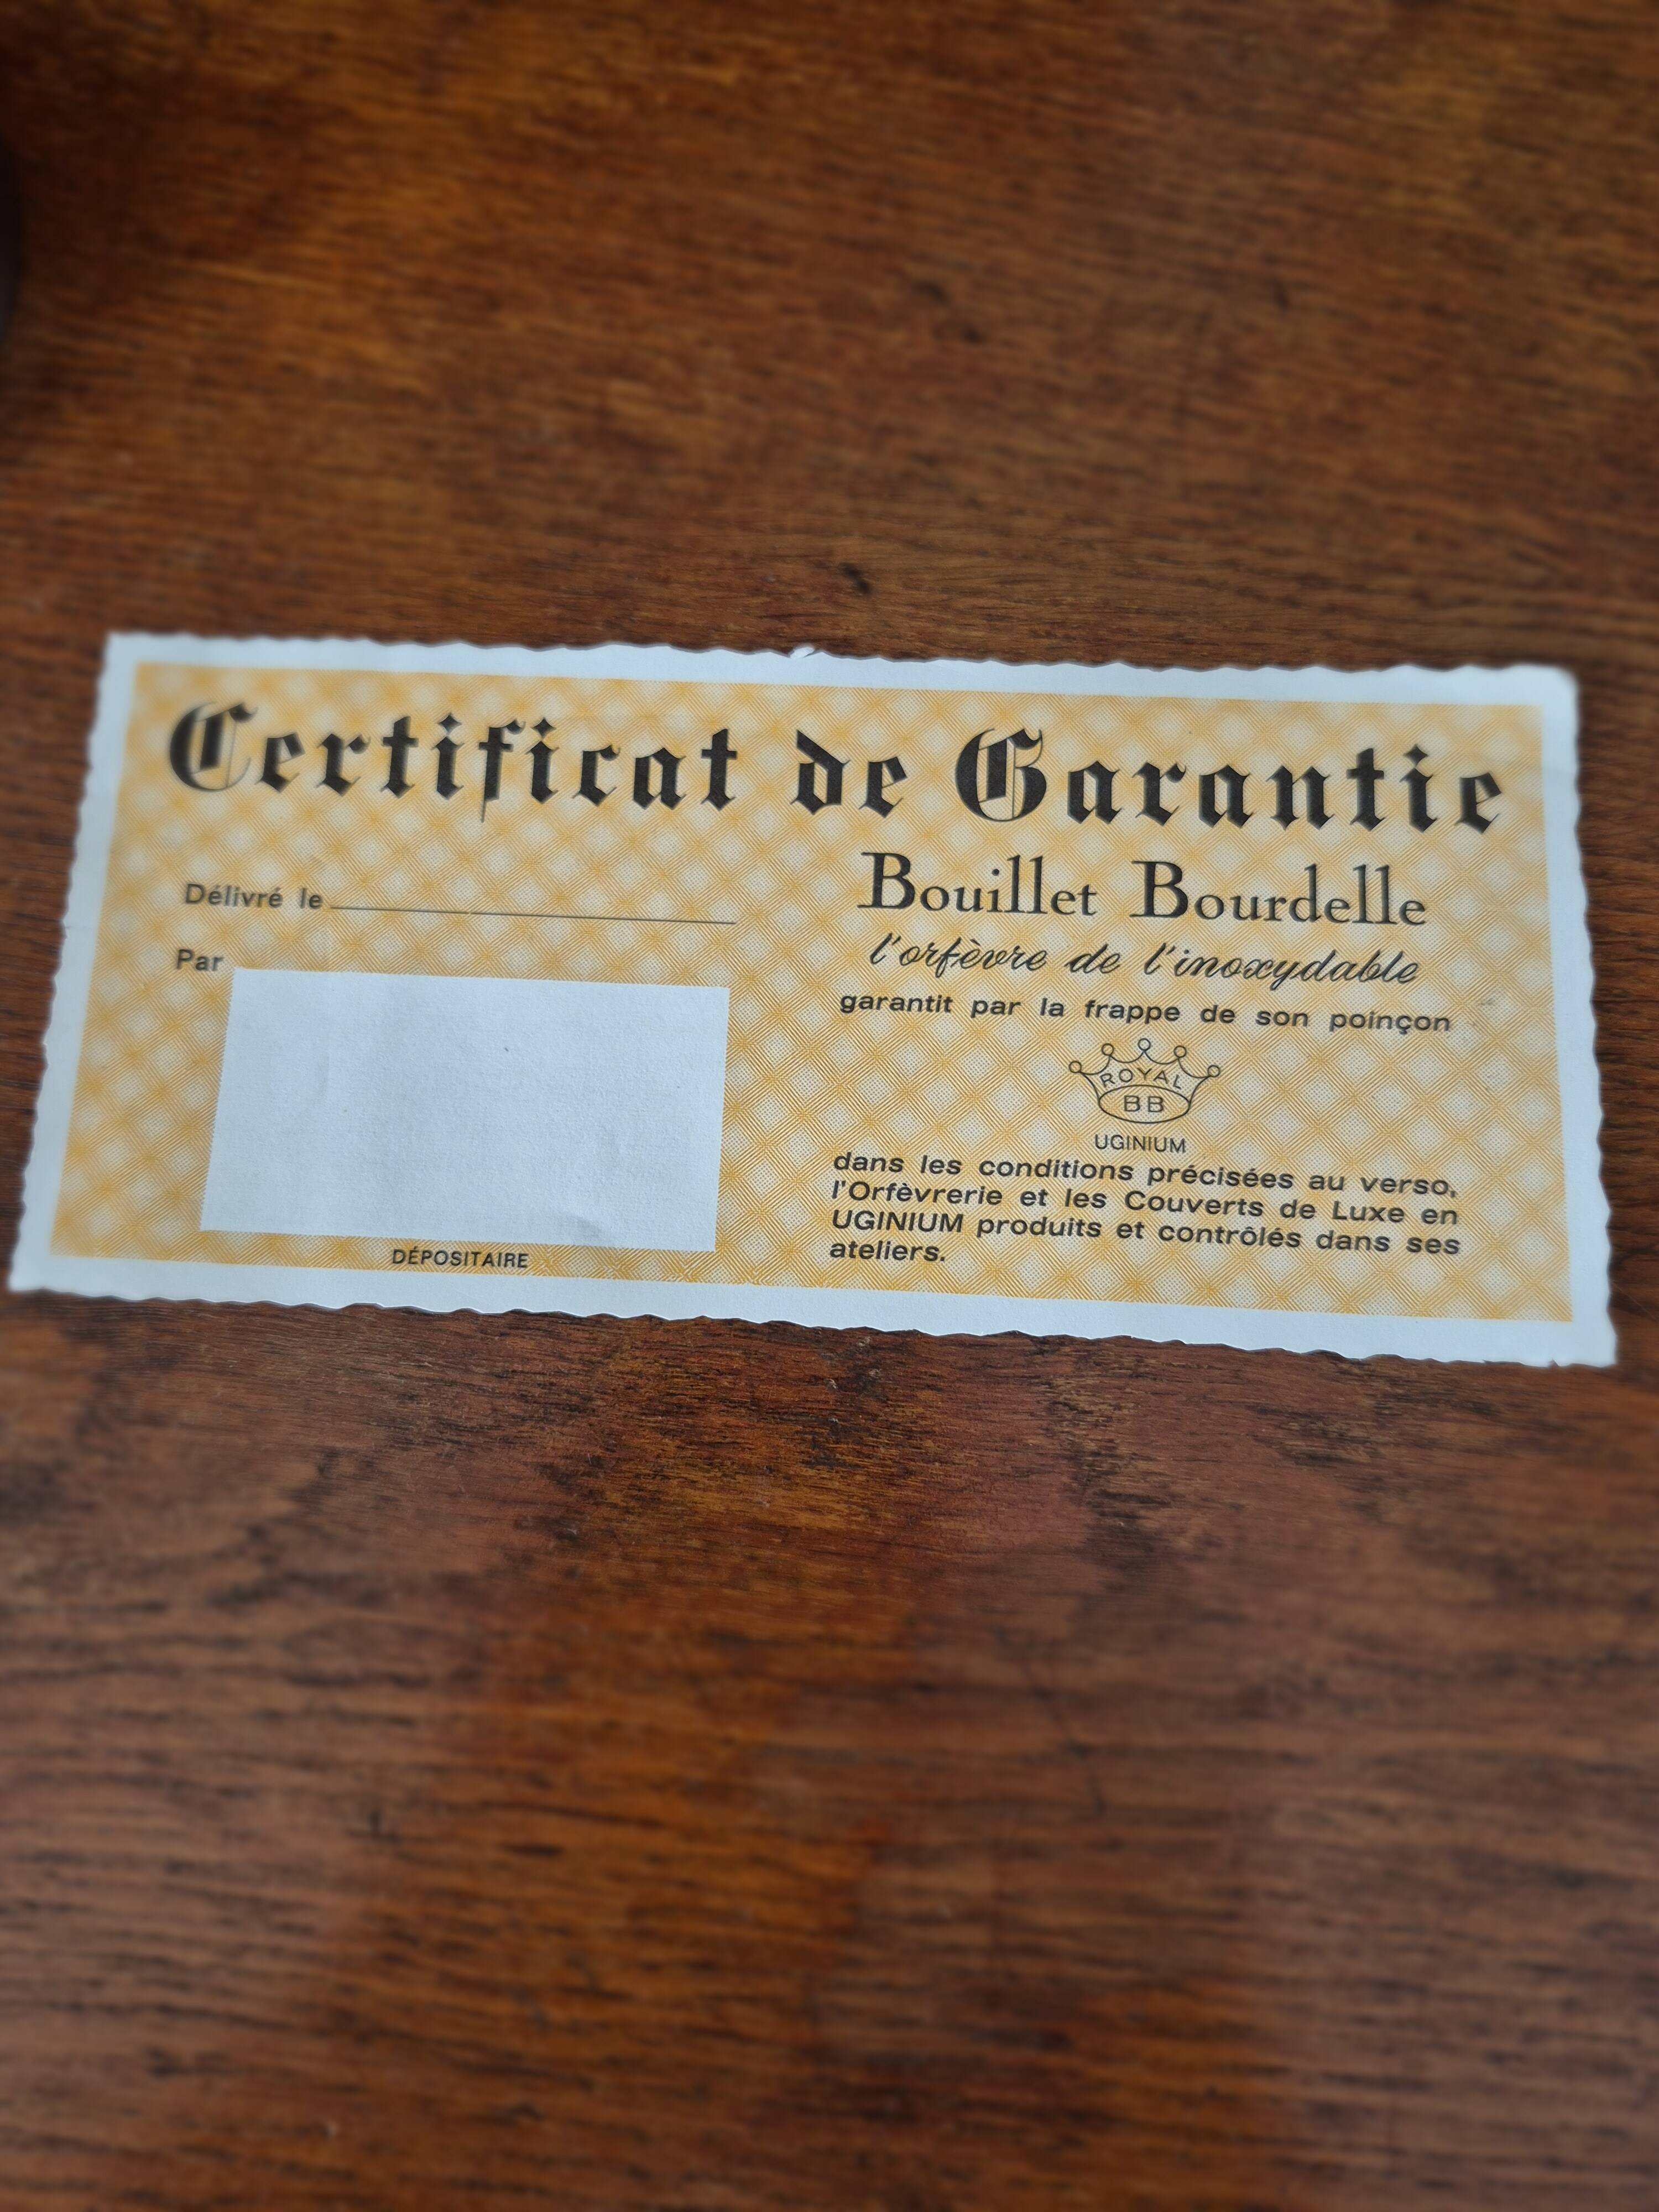 Certificat de Garantie
Délivré le
Par
DÉPOSITAIRE
Bouillet Bourdelle
l'orfèvre de l'inoxydable
garantit par la frappe de son poinçon
ROYAL
BB
UGINIUM
dans les conditions précisées au verso,
l'Orfèvrerie et les Couverts de Luxe en
UGINIUM produits et contrôlés dans ses
ateliers.